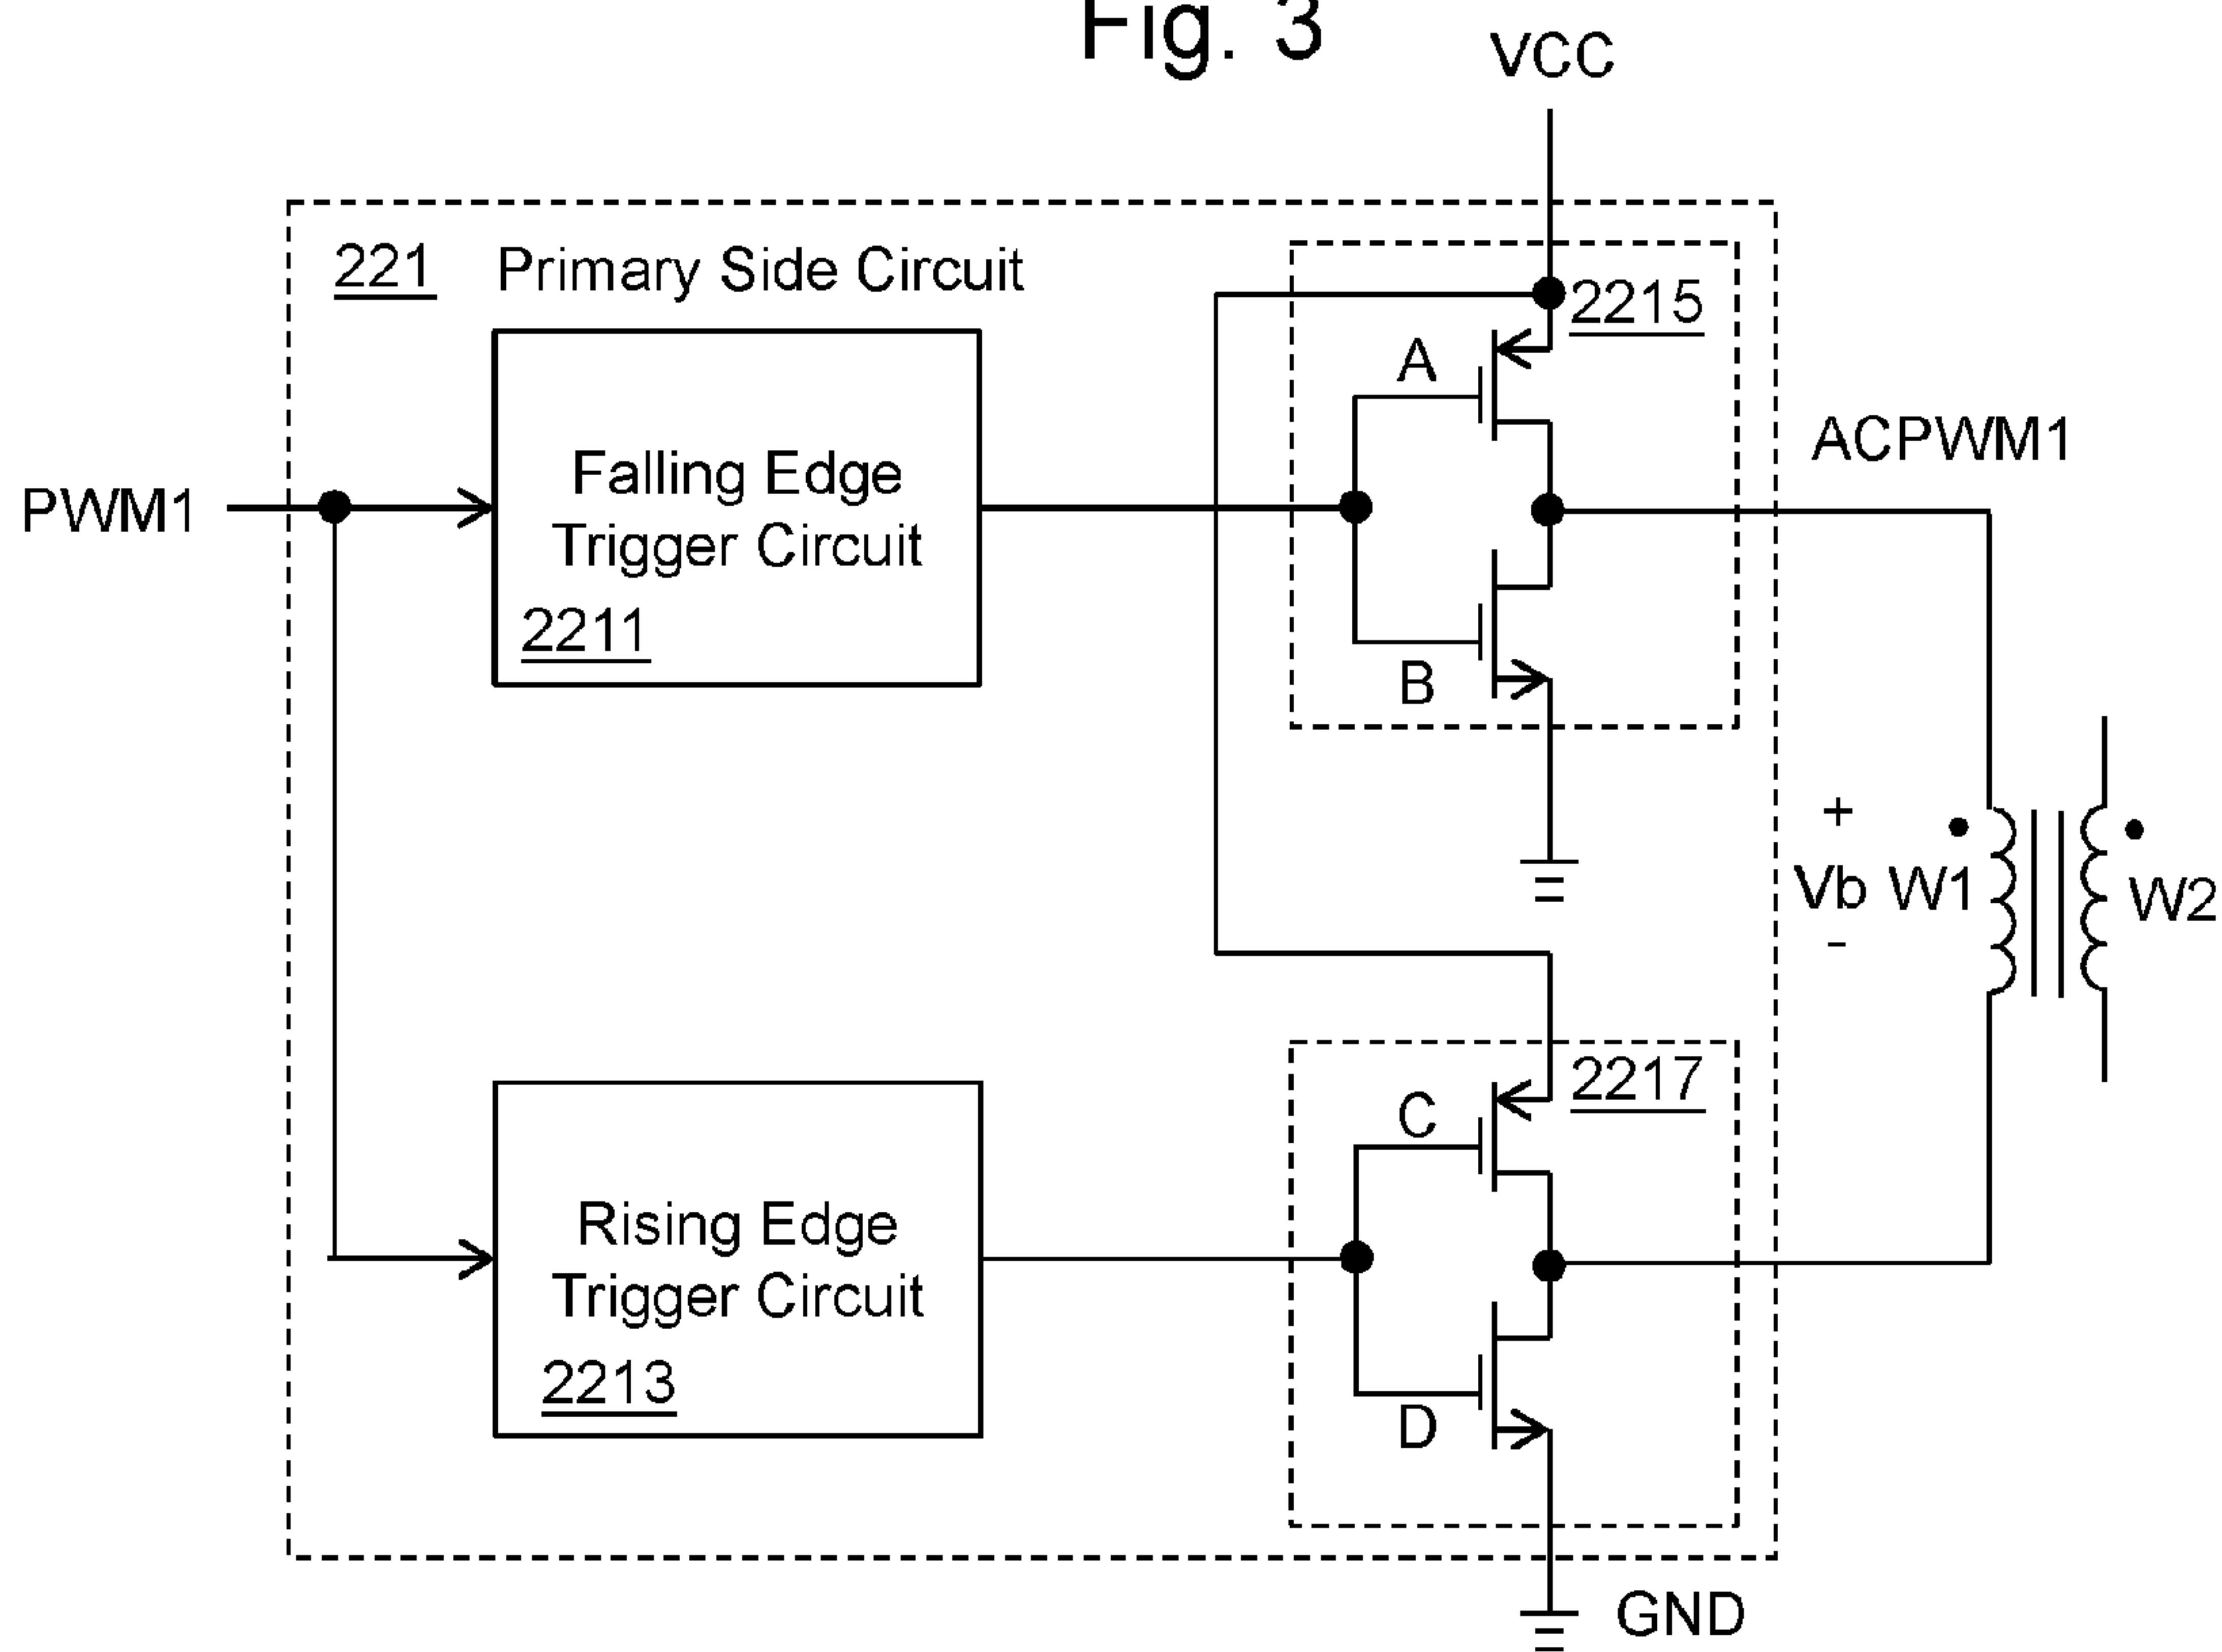 Fig. 3
VCC
221 Primary Side Circuit
2215
A
Falling Edge
Trigger Circuit
2211
PWM1
ACPWM1
B
+
Vb W1
-
W2
2217
C
Rising Edge
Trigger Circuit
2213
D
GND